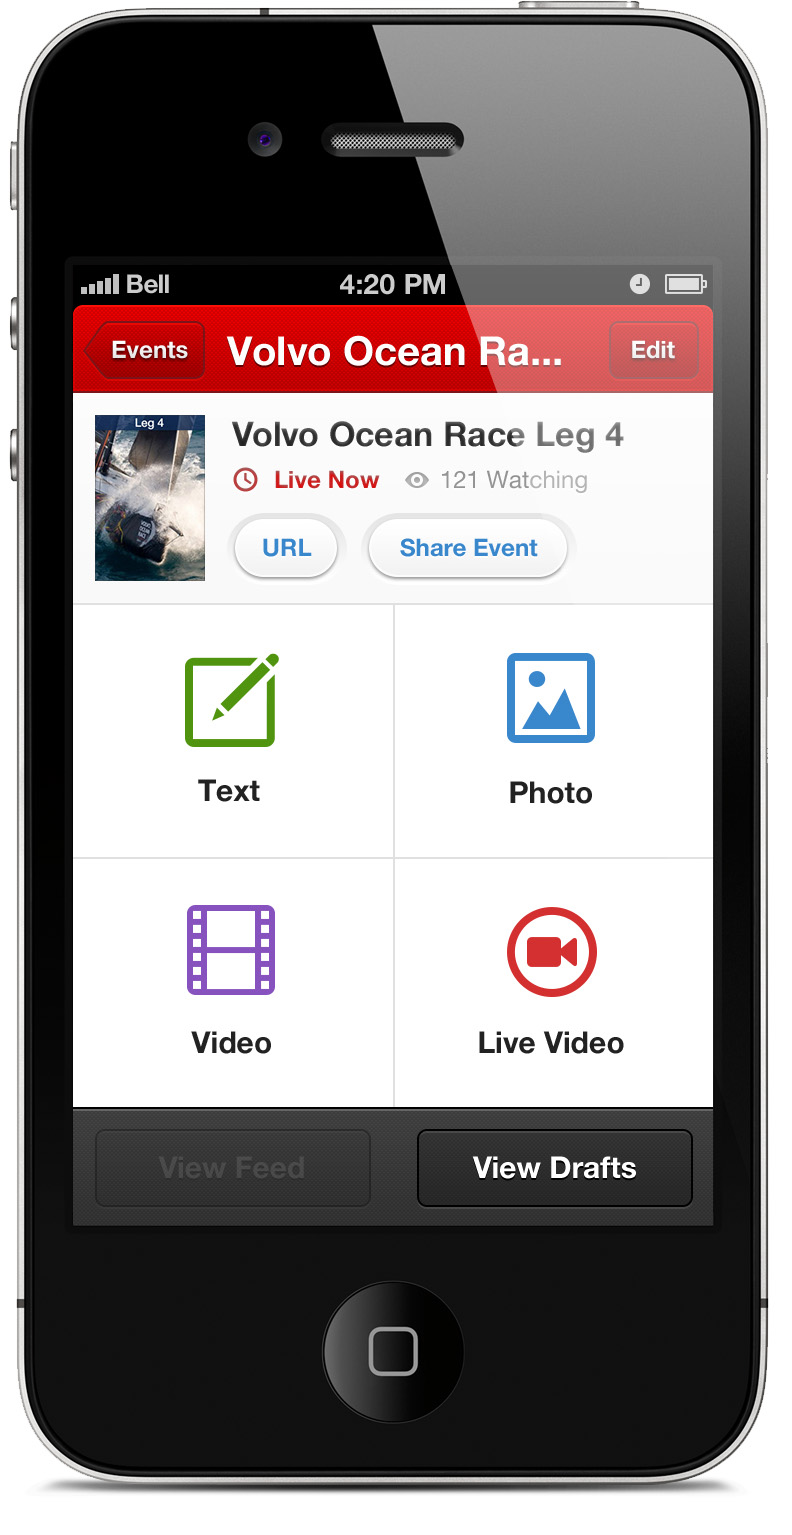 Bell 4:20 PM
Events Volvo Ocean Ra... Edit
Leg 4
Volvo Ocean Race Leg 4
Live Now 121 Watching
URL Share Event
Text Photo
Video Live Video
View Feed View Drafts